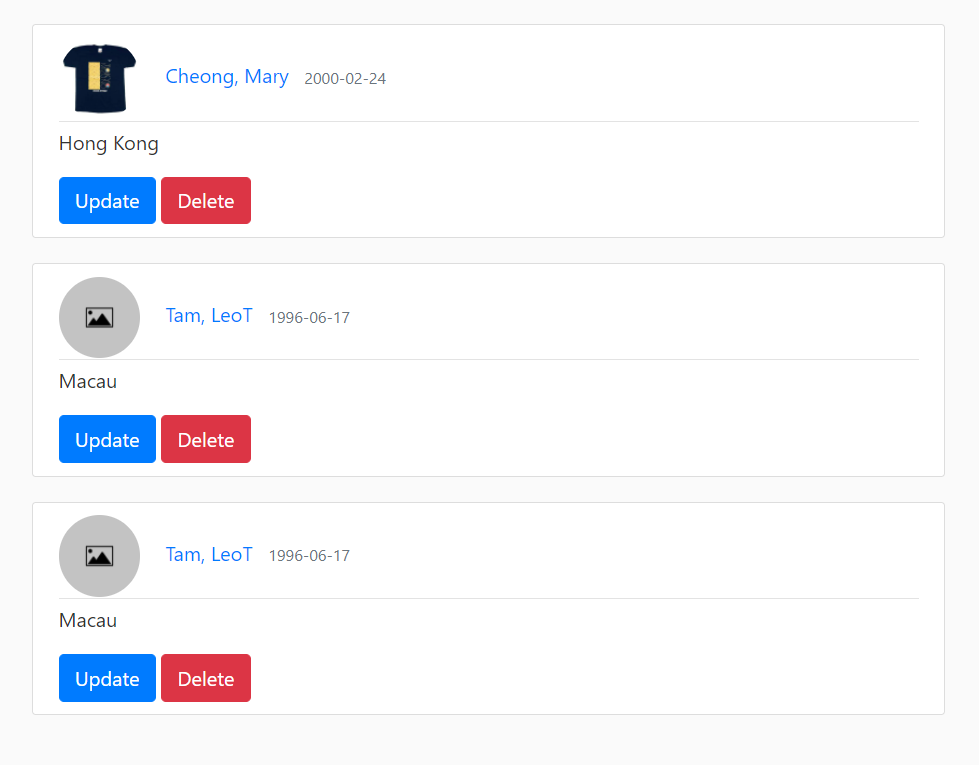 Cheong, Mary 2000-02-24
Hong Kong
Update Delete
Tam, LeoT 1996-06-17
Macau
Update Delete
Tam, LeoT 1996-06-17
Macau
Update Delete